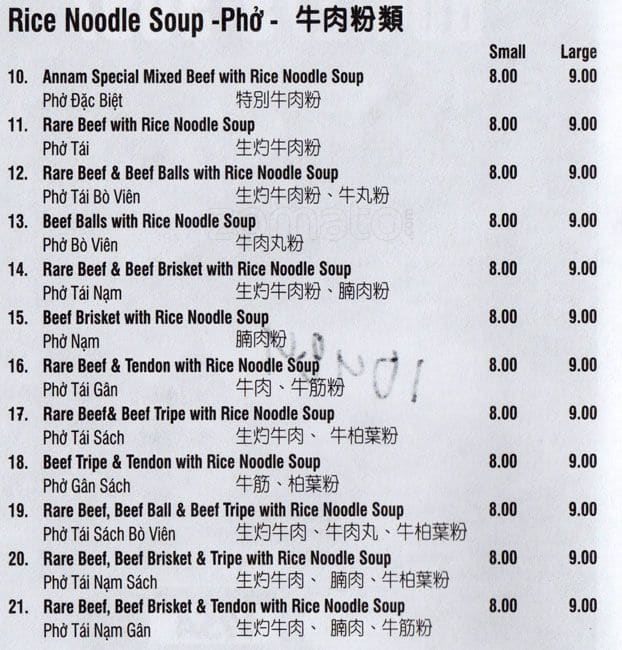 Rice Noodle Soup -Phở - 牛肉粉類
Small Large
10. Annam Special Mixed Beef with Rice Noodle Soup 8.00 9.00
Phở Đặc Biệt 特別牛肉粉
11. Rare Beef with Rice Noodle Soup 8.00 9.00
Phở Tái 生灼牛肉粉
12. Rare Beef & Beef Balls with Rice Noodle Soup 8.00 9.00
Phở Tái Bò Viên 生灼牛肉粉、牛丸粉
13. Beef Balls with Rice Noodle Soup 8.00 9.00
Phở Bò Viên 牛肉丸粉
14. Rare Beef & Beef Brisket with Rice Noodle Soup 8.00 9.00
Phở Tái Nạm 生灼牛肉粉、腩肉粉
15. Beef Brisket with Rice Noodle Soup 8.00 9.00
Phở Nạm 腩肉粉
16. Rare Beef & Tendon with Rice Noodle Soup 8.00 9.00
Phở Tái Gân 牛肉、牛筋粉
17. Rare Beef& Beef Tripe with Rice Noodle Soup 8.00 9.00
Phở Tái Sách 生灼牛肉、 牛柏葉粉
18. Beef Tripe & Tendon with Rice Noodle Soup 8.00 9.00
Phở Gân Sách 牛筋、柏葉粉
19. Rare Beef, Beef Ball & Beef Tripe with Rice Noodle Soup 8.00 9.00
Phở Tái Sách Bò Viên 生灼牛肉、牛肉丸、牛柏葉粉
20. Rare Beef, Beef Brisket & Tripe with Rice Noodle Soup 8.00 9.00
Phở Tái Nạm Sách 生灼牛肉、 腩肉、牛柏葉粉
21. Rare Beef, Beef Brisket & Tendon with Rice Noodle Soup 8.00 9.00
Phở Tái Nạm Gân 生灼牛肉、 腩肉、牛筋粉